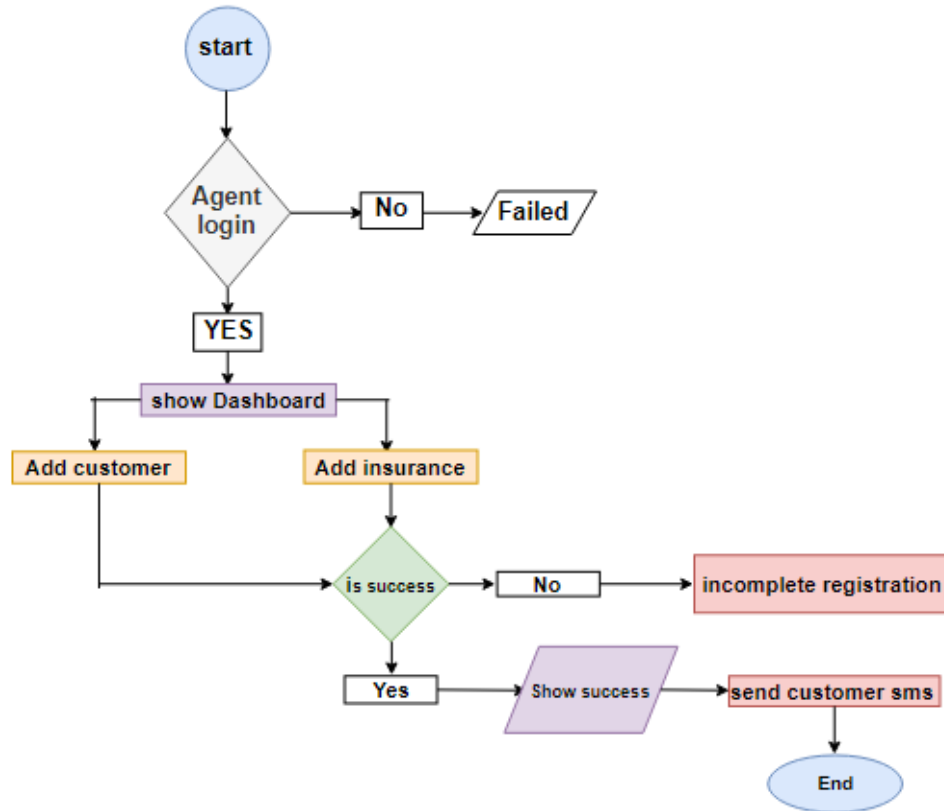 start
Agent
login
No
Failed
YES
show Dashboard
Add customer
Add insurance
is success
No
incomplete registration
Yes
Show success
send customer sms
End